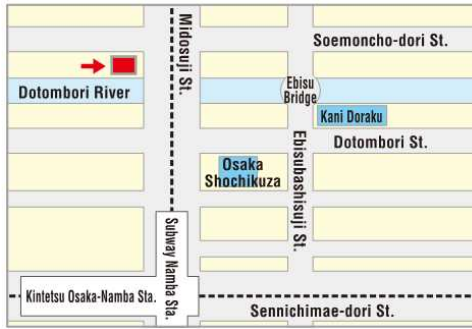 Soemoncho-dori St.
Midosuji St.
Dotombori River
Ebisu
Bridge
Kani Doraku
Dotombori St.
Osaka
Shochikuza
Ebisubashisuji St.
Subway Namba Sta.
Kintetsu Osaka-Namba Sta.
Sennichimae-dori St.